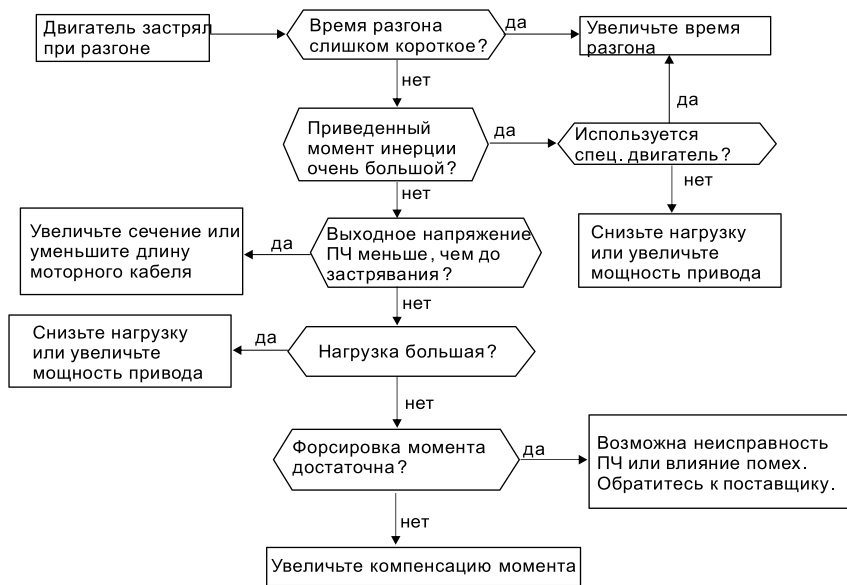 Двигатель застрял
при разгоне
Время разгона
слишком короткое?
да
Увеличьте время
разгона
нет
да
Приведенный
момент инерции
очень большой?
да
Используется
спец. двигатель?
нет
нет
Увеличьте сечение или
уменьшите длину
моторного кабеля
да
Выходное напряжение
ПЧ меньше, чем до
застрявания?
Снизьте нагрузку
или увеличьте
мощность привода
нет
Снизьте нагрузку
или увеличьте
мощность привода
да
Нагрузка большая?
нет
Форсировка момента
достаточна?
да
Возможна неисправность
ПЧ или влияние помех.
Обратитесь к поставщику.
нет
Увеличьте компенсацию момента